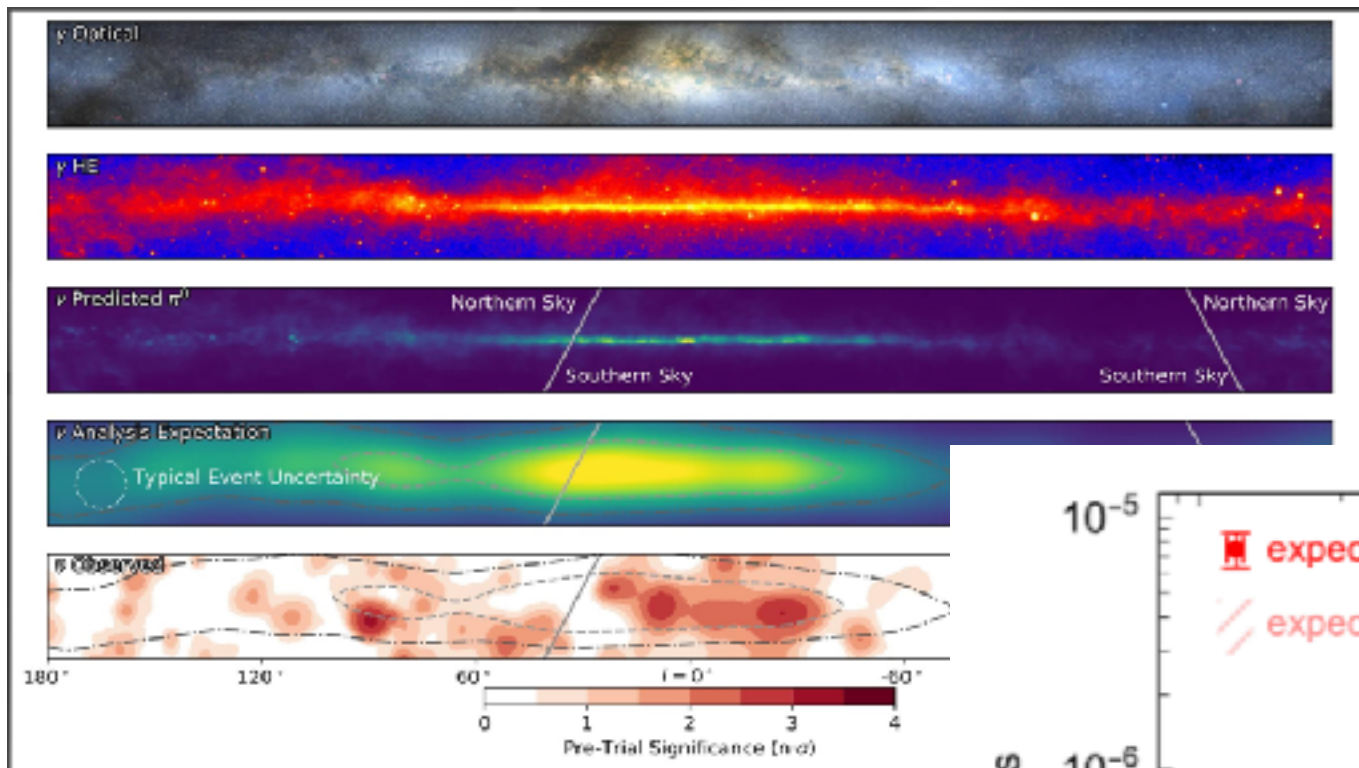 γ Optical
γ HE
ν Predicted π⁰
Northern Sky
Northern Sky
Southern Sky
Southern Sky
ν Analysis Expectation
Typical Event Uncertainty
ν Observed
180°
120°
60°
l = 0°
-60°
0
1
2
3
4
Pre-Trial Significance (n·σ)
10⁻⁵
expec
expec
10⁻⁶